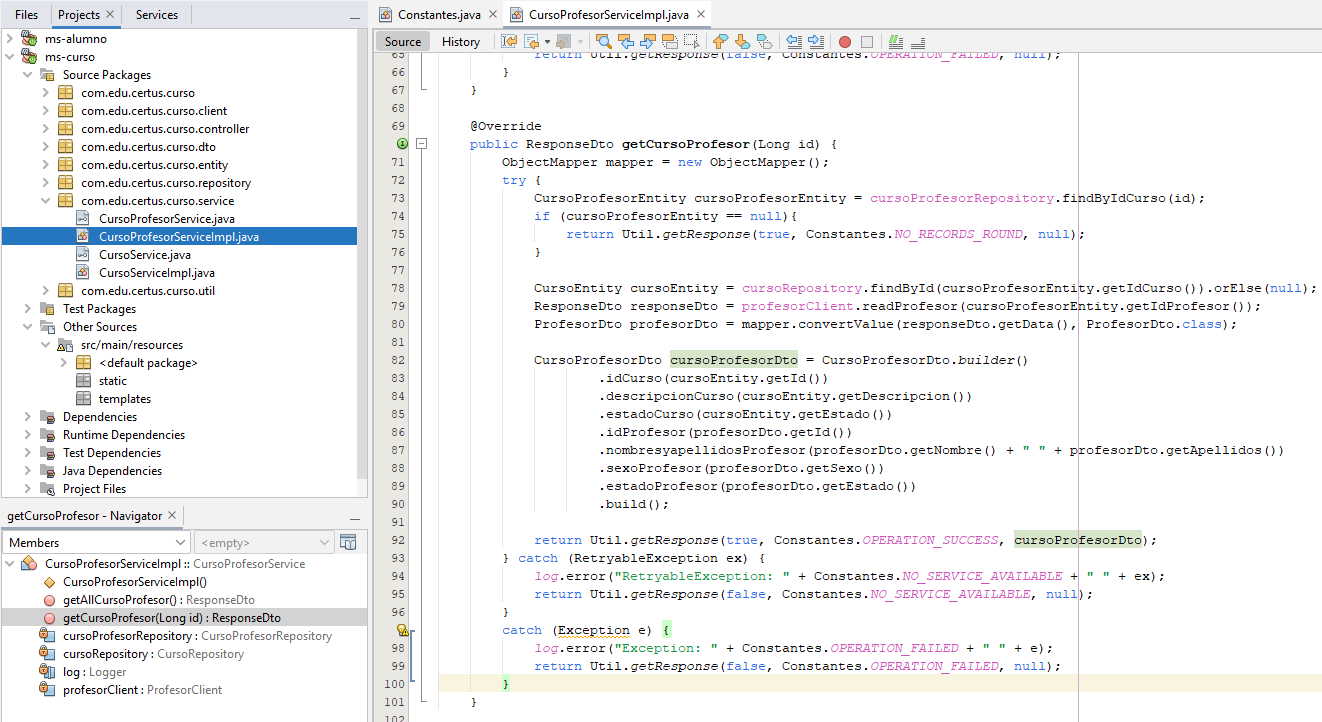 Files Projects Services
ms-alumno
ms-curso
Source Packages
com.edu.certus.curso
com.edu.certus.curso.client
com.edu.certus.curso.controller
com.edu.certus.curso.dto
com.edu.certus.curso.entity
com.edu.certus.curso.repository
com.edu.certus.curso.service
CursoProfesorService.java
CursoProfesorServiceImpl.java
CursoService.java
CursoServiceImpl.java
com.edu.certus.curso.util
Test Packages
Other Sources
src/main/resources
<default package>
static
templates
Dependencies
Runtime Dependencies
Test Dependencies
Java Dependencies
Project Files
getCursoProfesor - Navigator
Members <empty>
CursoProfesorServiceImpl :: CursoProfesorService
CursoProfesorServiceImpl()
getAllCursoProfesor() : ResponseDto
getCursoProfesor(Long id) : ResponseDto
cursoProfesorRepository : CursoProfesorRepository
cursoRepository : CursoRepository
log : Logger
profesorClient : ProfesorClient
Constantes.java CursoProfesorServiceImpl.java
Source History
65 return Util.getResponse(false, Constantes.OPERATION_FAILED, null);
66 }
67 }
68
69 @Override
public ResponseDto getCursoProfesor(Long id) {
71 ObjectMapper mapper = new ObjectMapper();
72 try {
73 CursoProfesorEntity cursoProfesorEntity = cursoProfesorRepository.findByIdCurso(id);
74 if (cursoProfesorEntity == null){
75 return Util.getResponse(true, Constantes.NO_RECORDS_ROUND, null);
76 }
77
78 CursoEntity cursoEntity = cursoRepository.findById(cursoProfesorEntity.getIdCurso()).orElse(null);
79 ResponseDto responseDto = profesorClient.readProfesor(cursoProfesorEntity.getIdProfesor());
80 ProfesorDto profesorDto = mapper.convertValue(responseDto.getData(), ProfesorDto.class);
81
82 CursoProfesorDto cursoProfesorDto = CursoProfesorDto.builder()
83 .idCurso(cursoEntity.getId())
84 .descripcionCurso(cursoEntity.getDescripcion())
85 .estadoCurso(cursoEntity.getEstado())
86 .idProfesor(profesorDto.getId())
87 .nombresyapellidosProfesor(profesorDto.getNombre() + " " + profesorDto.getApellidos())
88 .sexoProfesor(profesorDto.getSexo())
89 .estadoProfesor(profesorDto.getEstado())
90 .build();
91
92 return Util.getResponse(true, Constantes.OPERATION_SUCCESS, cursoProfesorDto);
93 } catch (RetryableException ex) {
94 log.error("RetryableException: " + Constantes.NO_SERVICE_AVAILABLE + " " + ex);
95 return Util.getResponse(false, Constantes.NO_SERVICE_AVAILABLE, null);
96 }
catch (Exception e) {
98 log.error("Exception: " + Constantes.OPERATION_FAILED + " " + e);
99 return Util.getResponse(false, Constantes.OPERATION_FAILED, null);
100 }
101 }
102